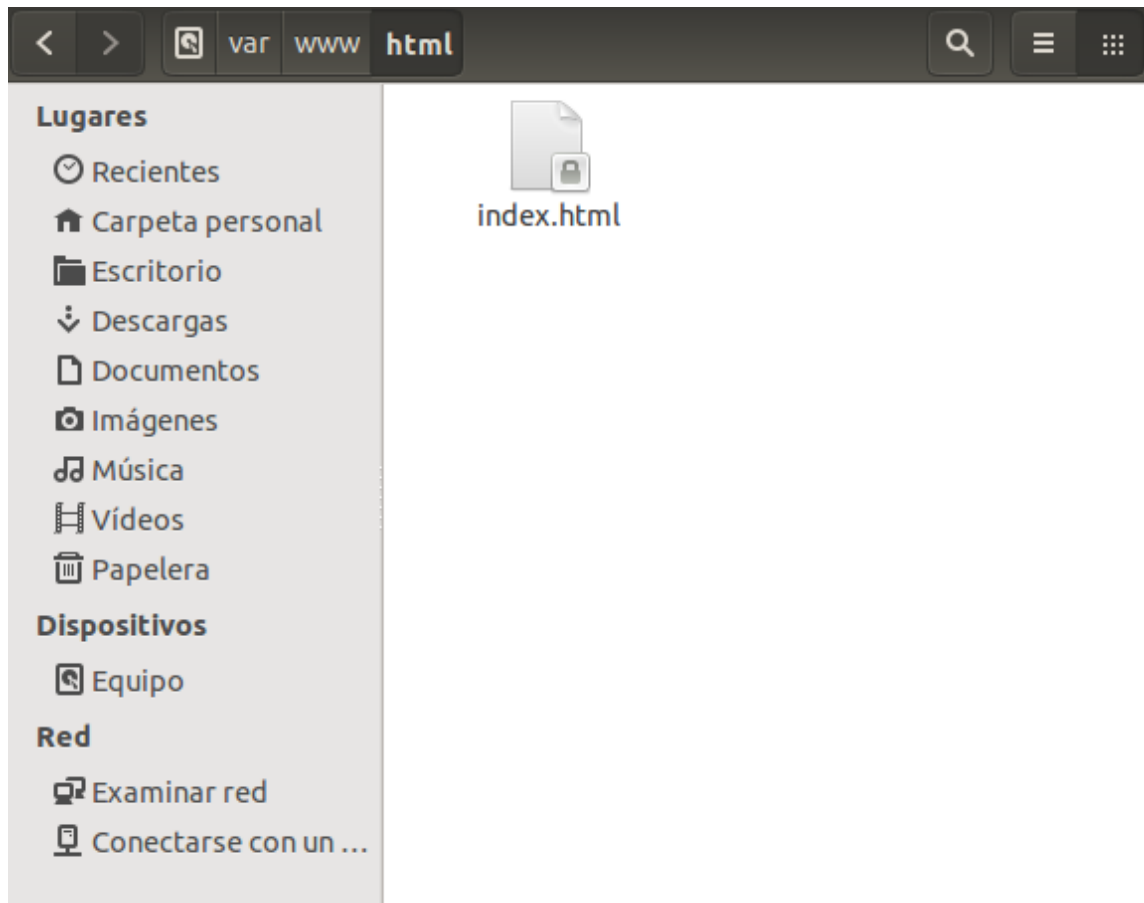 var www html
Lugares
Recientes
Carpeta personal
Escritorio
Descargas
Documentos
Imágenes
Música
Vídeos
Papelera
Dispositivos
Equipo
Red
Examinar red
Conectarse con un ...
index.html